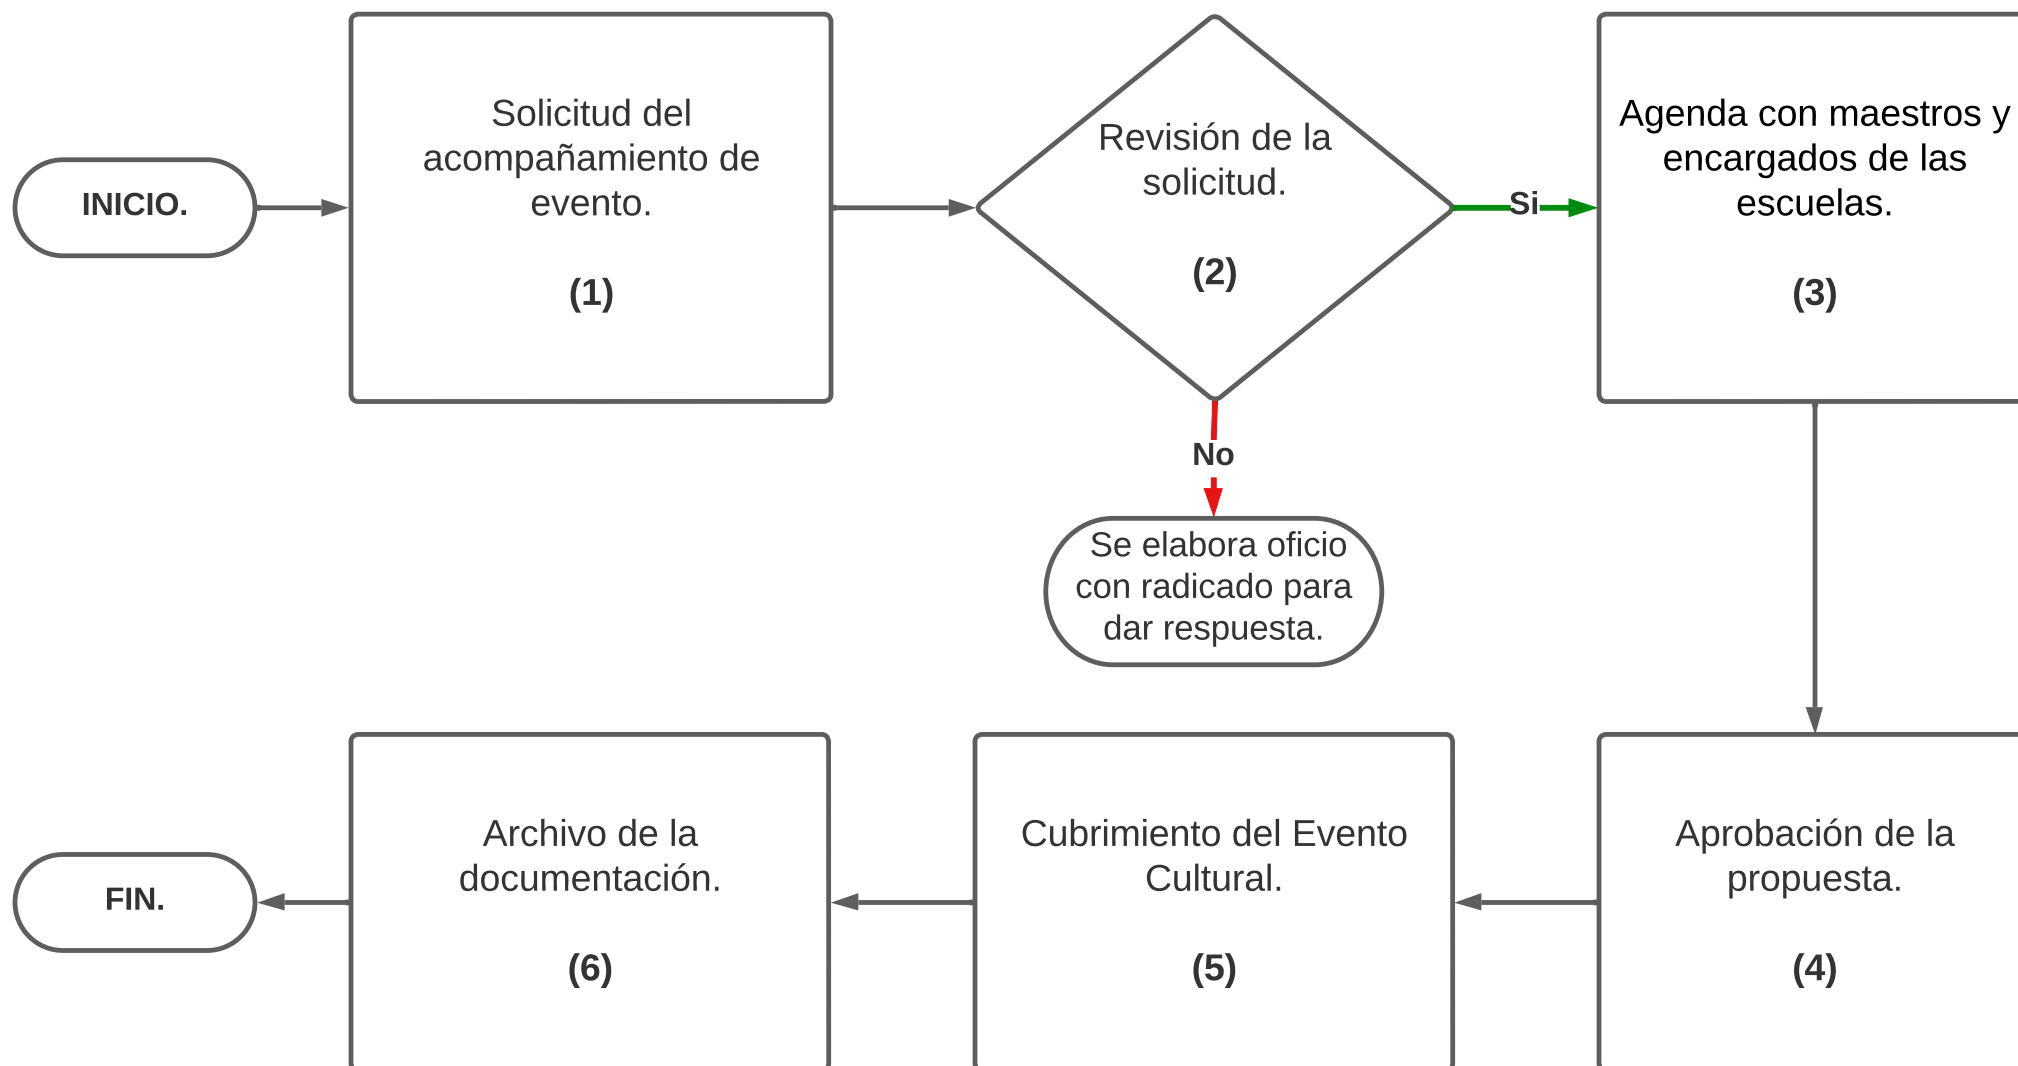 INICIO.
Solicitud del
acompañamiento de
evento.
(1)
Revisión de la
solicitud.
(2)
Si
Agenda con maestros y
encargados de las
escuelas.
(3)
No
Se elabora oficio
con radicado para
dar respuesta.
Aprobación de la
propuesta.
(4)
Cubrimiento del Evento
Cultural.
(5)
Archivo de la
documentación.
(6)
FIN.